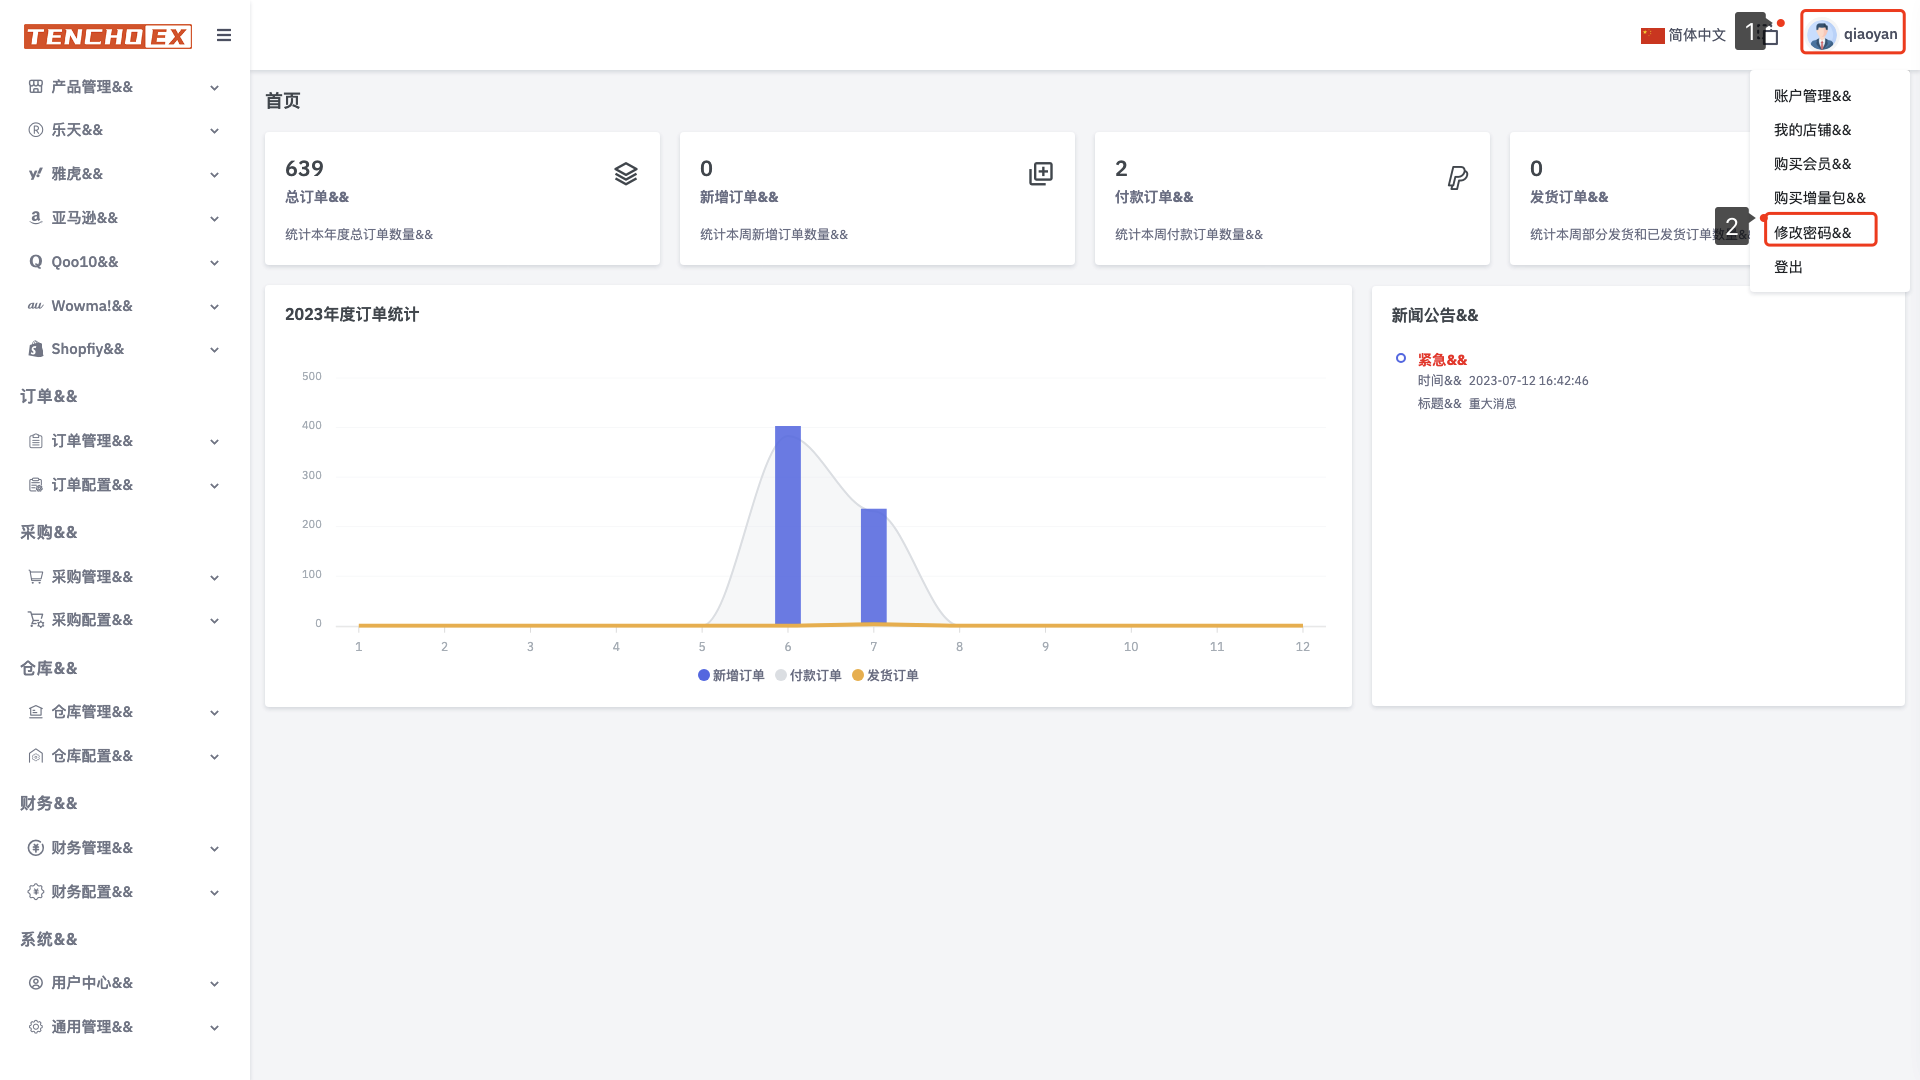 TENCHOEX
简体中文
1
qiaoyan
产品管理&&
乐天&&
雅虎&&
亚马逊&&
Qoo10&&
Wowma!&&
Shopfiy&&
订单&&
订单管理&&
订单配置&&
采购&&
采购管理&&
采购配置&&
仓库&&
仓库管理&&
仓库配置&&
财务&&
财务管理&&
财务配置&&
系统&&
用户中心&&
通用管理&&
首页
639
总订单&&
统计本年度总订单数量&&
0
新增订单&&
统计本周新增订单数量&&
2
付款订单&&
统计本周付款订单数量&&
0
发货订单&&
统计本周部分发货和已发货订单数量&&
账户管理&&
我的店铺&&
购买会员&&
购买增量包&&
2
修改密码&&
登出
2023年度订单统计
500
400
300
200
100
0
1 2 3 4 5 6 7 8 9 10 11 12
新增订单 付款订单 发货订单
新闻公告&&
紧急&&
时间&& 2023-07-12 16:42:46
标题&& 重大消息